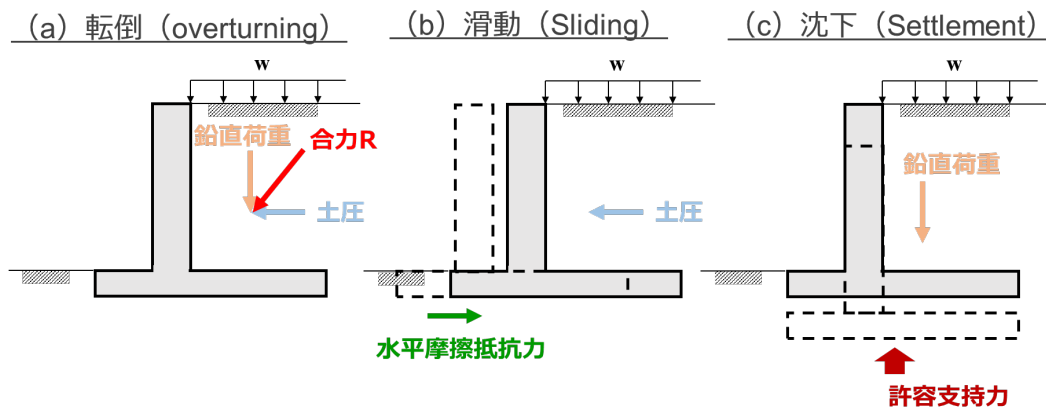 （a）転倒（overturning）
（b）滑動（Sliding）
（c）沈下（Settlement）
w
w
w
鉛直荷重
合力R
土圧
土圧
鉛直荷重
水平摩擦抵抗力
許容支持力